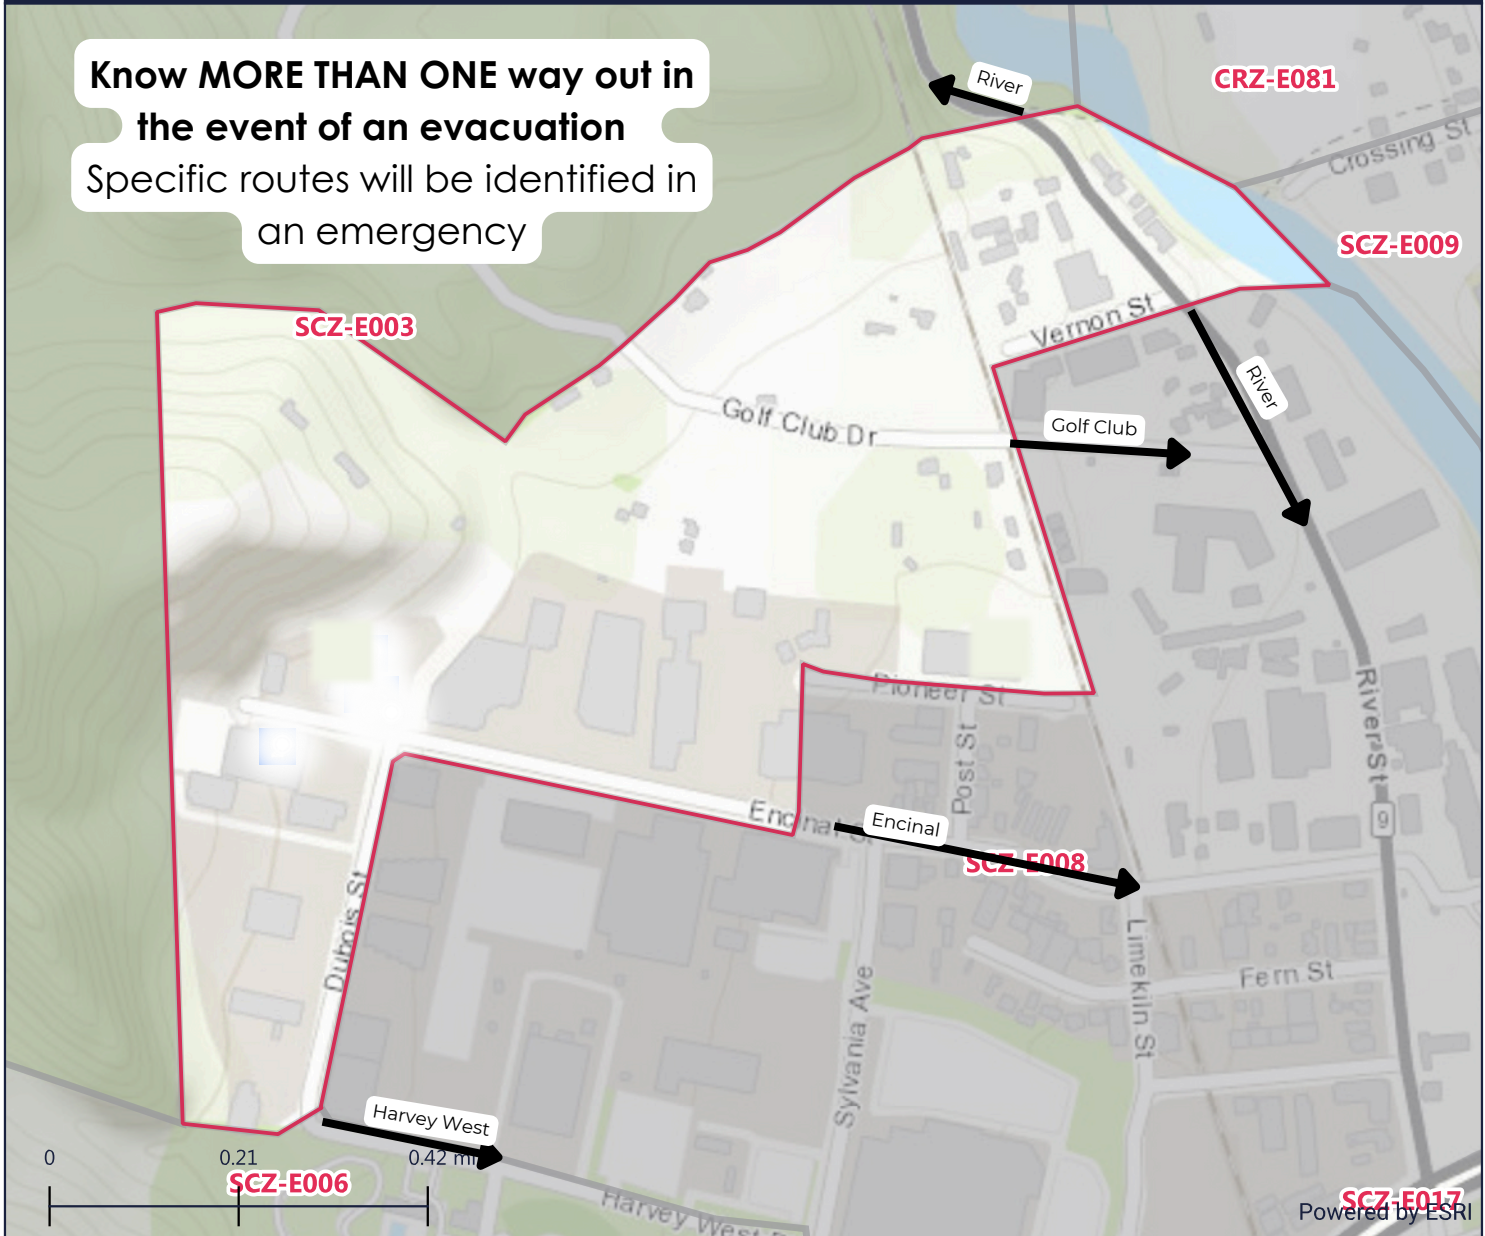 Know MORE THAN ONE way out in
the event of an evacuation
Specific routes will be identified in
an emergency
River
CRZ-E081
Crossing St
SCZ-E009
SCZ-E003
Vernon St
River
Golf Club Dr
Golf Club
Pioneer St
Post St
River St
9
Encinal St
Encinal
SCZ-E008
Dubois St
Limekiln St
Fern St
Sylvania Ave
Harvey West
0 0.21 0.42 mi
SCZ-E006
Harvey West
SCZ-E017
Powered by ESRI